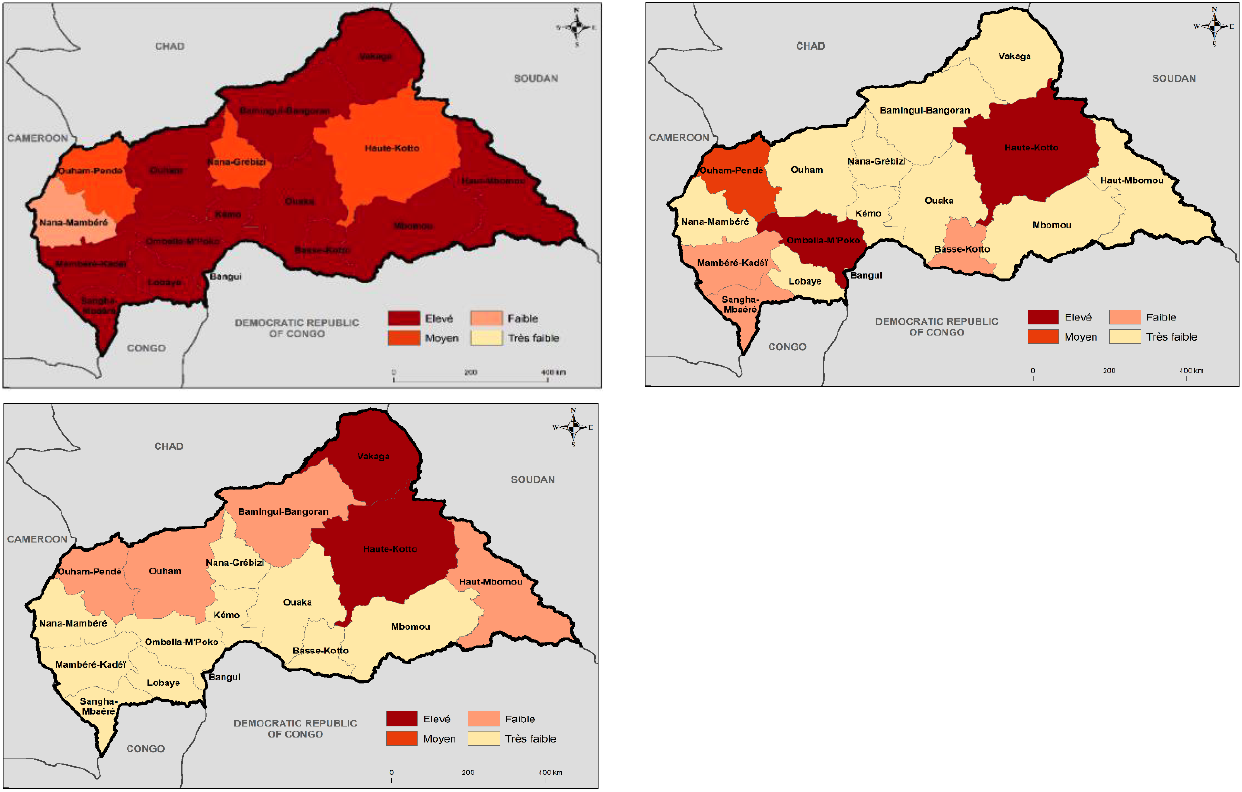 N
W E
S
CHAD
SOUDAN
CAMEROON
Vakaga
Bamingui-Bangoran
Haute-Kotto
Nana-Grébizi
Ouham-Pendé
Ouham
Haut-Mbomou
Ouaka
Nana-Mambéré
Kémo
Mbomou
Ombella-M'Poko
Basse-Kotto
Mambéré-Kadéï
Lobaye
Bangui
Sangha-
Mbaéré
DEMOCRATIC REPUBLIC
OF CONGO
CONGO
Elevé Faible
Moyen Très faible
0 200 400 km
N
W E
S
CHAD
SOUDAN
CAMEROON
Vakaga
Bamingui-Bangoran
Haute-Kotto
Nana-Grébizi
Ouham-Pendé
Ouham
Haut-Mbomou
Ouaka
Nana-Mambéré
Kémo
Mbomou
Ombella-M'Poko
Basse-Kotto
Mambéré-Kadéï
Lobaye
Bangui
Sangha-
Mbaéré
DEMOCRATIC REPUBLIC
OF CONGO
CONGO
Elevé Faible
Moyen Très faible
0 200 400 km
N
W E
S
CHAD
SOUDAN
CAMEROON
Vakaga
Bamingui-Bangoran
Haute-Kotto
Nana-Grébizi
Ouham-Pendé
Ouham
Haut-Mbomou
Ouaka
Nana-Mambéré
Kémo
Mbomou
Ombella-M'Poko
Basse-Kotto
Mambéré-Kadéï
Lobaye
Bangui
Sangha-
Mbaéré
DEMOCRATIC REPUBLIC
OF CONGO
CONGO
Elevé Faible
Moyen Très faible
0 200 400 km